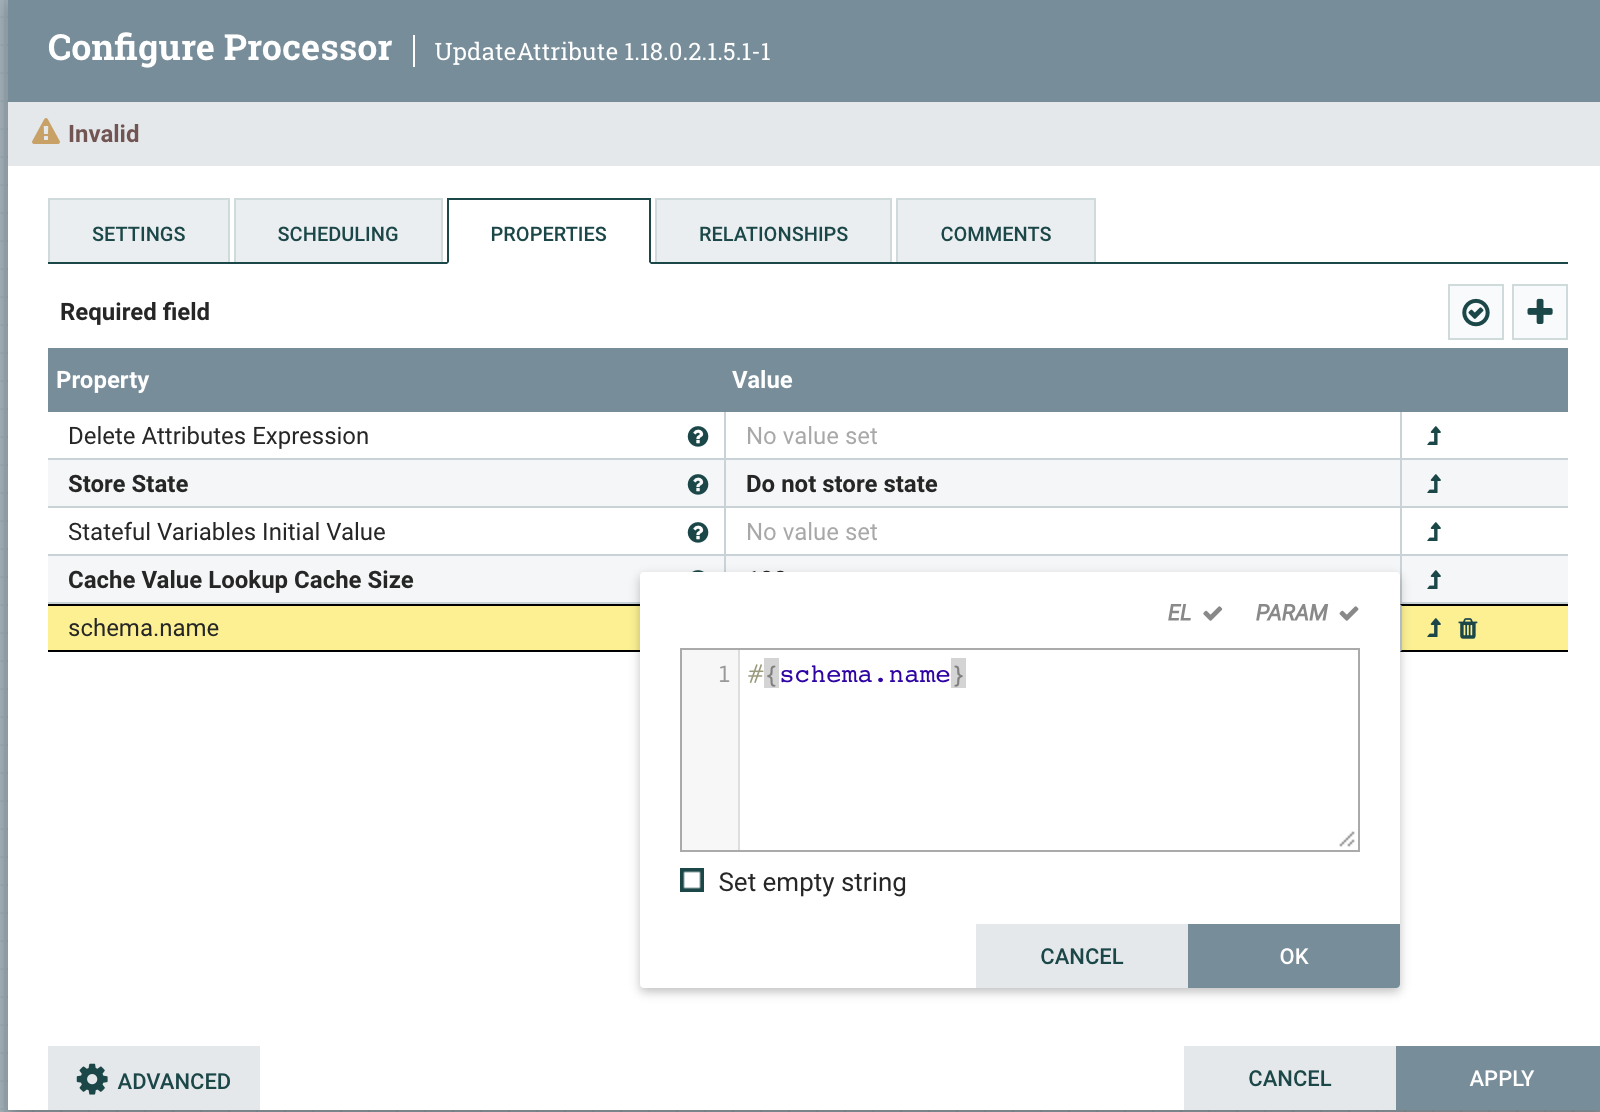 Configure Processor | UpdateAttribute 1.18.0.2.1.5.1-1
Invalid
SETTINGS SCHEDULING PROPERTIES RELATIONSHIPS COMMENTS
Required field
Property Value
Delete Attributes Expression No value set
Store State Do not store state
Stateful Variables Initial Value No value set
Cache Value Lookup Cache Size
schema.name
EL PARAM
1 #{schema.name}
Set empty string
CANCEL OK
ADVANCED CANCEL APPLY